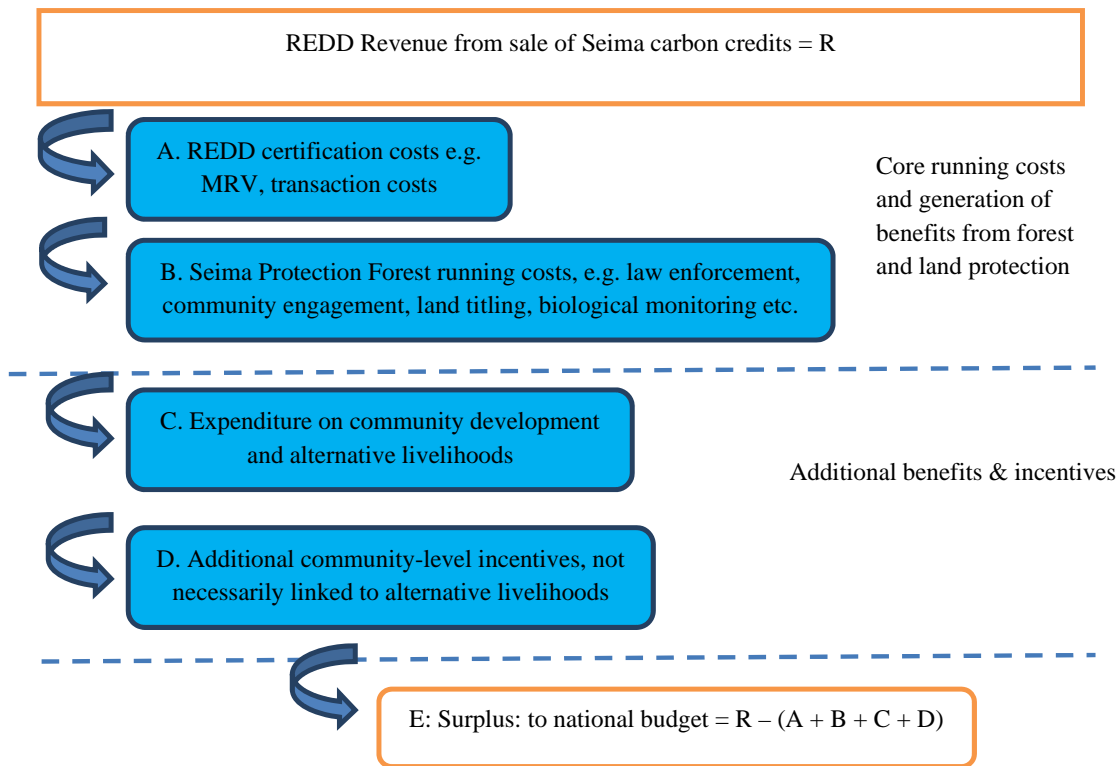 REDD Revenue from sale of Seima carbon credits = R
A. REDD certification costs e.g.
MRV, transaction costs
Core running costs
and generation of
benefits from forest
and land protection
B. Seima Protection Forest running costs, e.g. law enforcement,
community engagement, land titling, biological monitoring etc.
C. Expenditure on community development
and alternative livelihoods
Additional benefits & incentives
D. Additional community-level incentives, not
necessarily linked to alternative livelihoods
E: Surplus: to national budget = R – (A + B + C + D)